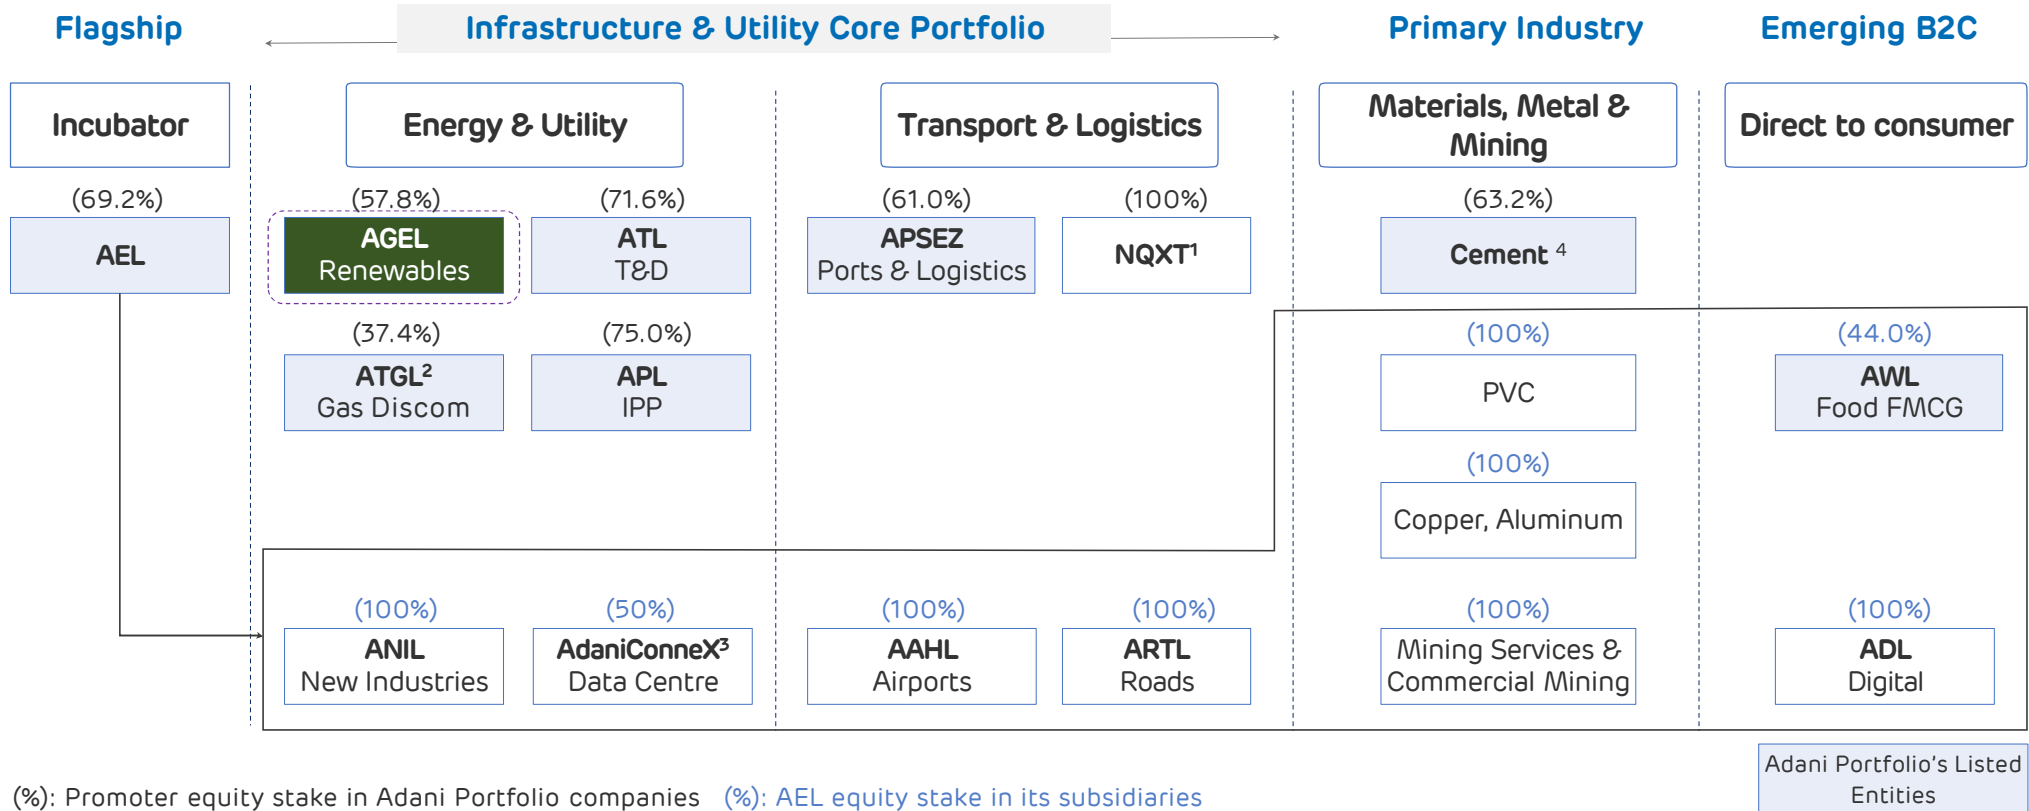 Flagship
Infrastructure & Utility Core Portfolio
Primary Industry
Emerging B2C
Incubator
Energy & Utility
Transport & Logistics
Materials, Metal &
Mining
Direct to consumer
(69.2%)
AEL
(57.8%)
AGEL
Renewables
(71.6%)
ATL
T&D
(61.0%)
APSEZ
Ports & Logistics
(100%)
NQXT¹
(63.2%)
Cement ⁴
(37.4%)
ATGL²
Gas Discom
(75.0%)
APL
IPP
(100%)
PVC
(44.0%)
AWL
Food FMCG
(100%)
Copper, Aluminum
(100%)
ANIL
New Industries
(50%)
AdaniConneX³
Data Centre
(100%)
AAHL
Airports
(100%)
ARTL
Roads
(100%)
Mining Services &
Commercial Mining
(100%)
ADL
Digital
Adani Portfolio's Listed
Entities
(%): Promoter equity stake in Adani Portfolio companies (%): AEL equity stake in its subsidiaries